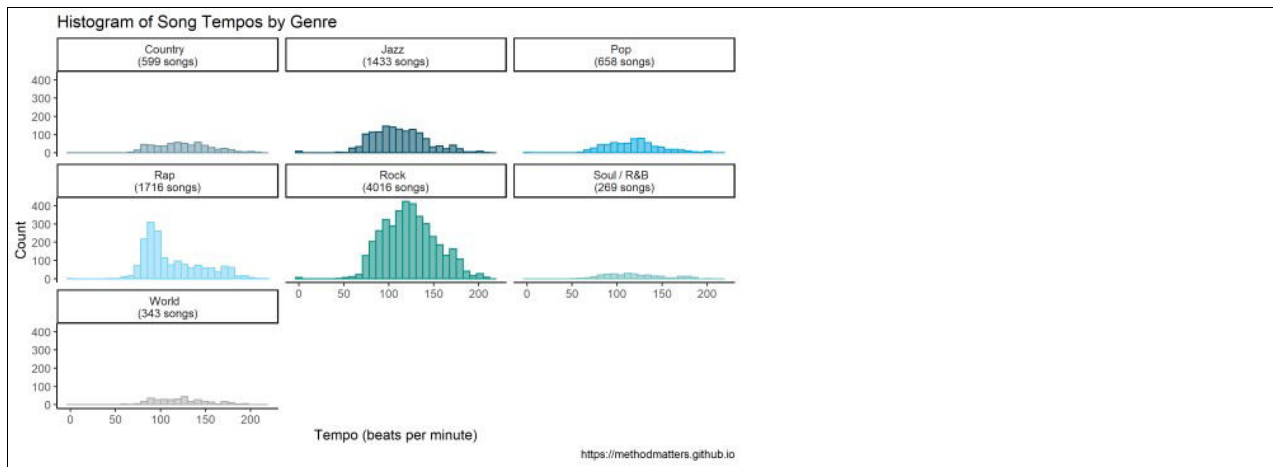 Histogram of Song Tempos by Genre
Country
(599 songs)
Jazz
(1433 songs)
Pop
(658 songs)
400
300
200
100
0
Rap
(1716 songs)
Rock
(4016 songs)
Soul / R&B
(269 songs)
Count
400
300
200
100
0
0 50 100 150 200
0 50 100 150 200
World
(343 songs)
400
300
200
100
0
0 50 100 150 200
Tempo (beats per minute)
https://methodmatters.github.io